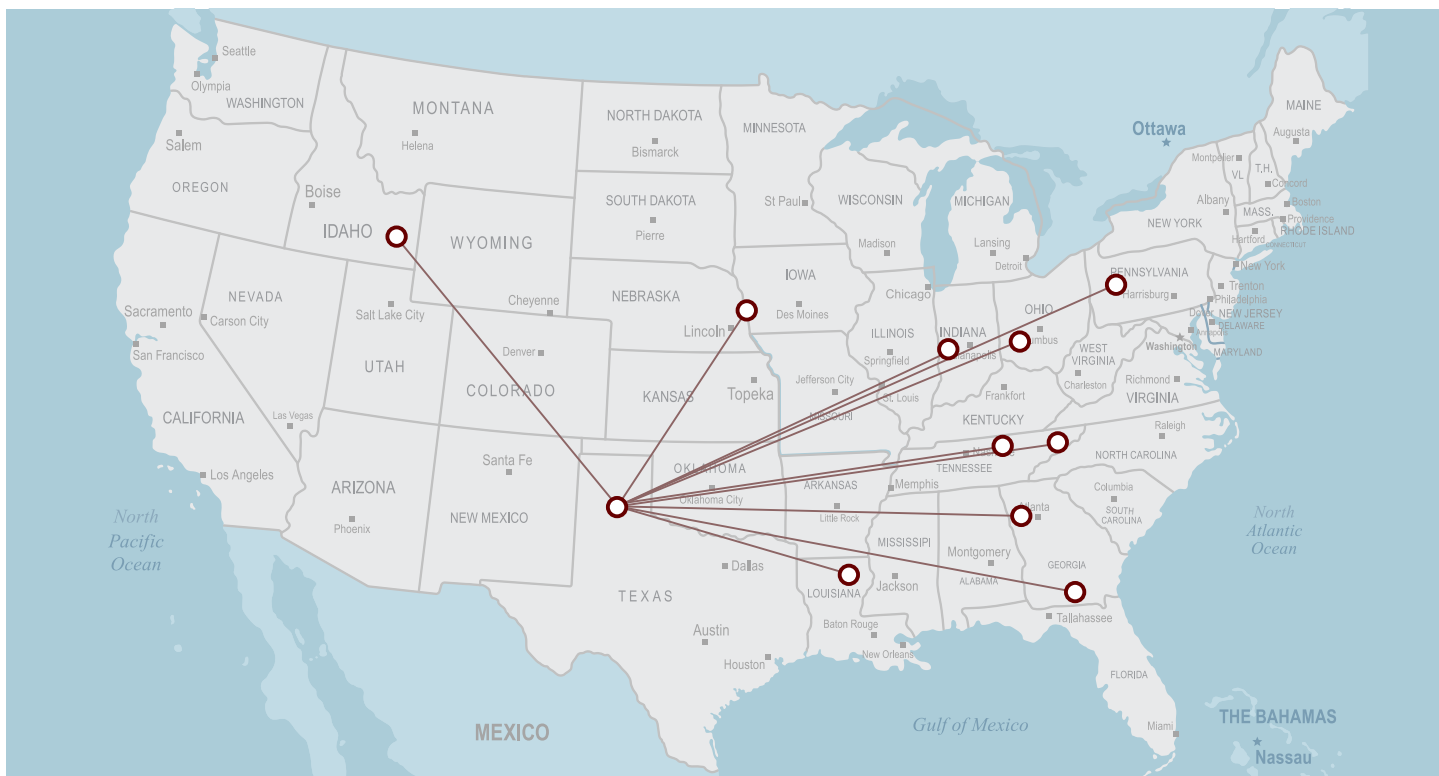 Seattle
Olympia
WASHINGTON
MONTANA
Helena
NORTH DAKOTA
Bismarck
MINNESOTA
MAINE
Augusta
Ottawa
Salem
OREGON
Boise
IDAHO
SOUTH DAKOTA
Pierre
St Paul
WISCONSIN
Madison
MICHIGAN
Lansing
Detroit
Montpelier
VL
T.H.
Concord
Albany
NEW YORK
MASS.
Boston
Providence
RHODE ISLAND
Hartford
CONNECTICUT
New York
WYOMING
Cheyenne
NEBRASKA
Lincoln
IOWA
Des Moines
Chicago
ILLINOIS
Springfield
INDIANA
OHIO
PENNSYLVANIA
Harrisburg
Trenton
Philadelphia
NEW JERSEY
DELAWARE
Washington
MARYLAND
NEVADA
Carson City
Sacramento
San Francisco
Salt Lake City
UTAH
Denver
COLORADO
KANSAS
Topeka
Jefferson City
MISSOURI
St. Louis
Frankfort
KENTUCKY
WEST
VIRGINIA
Charleston
Richmond
VIRGINIA
CALIFORNIA
Las Vegas
Los Angeles
ARIZONA
Phoenix
Santa Fe
NEW MEXICO
OKLAHOMA
Oklahoma City
ARKANSAS
Little Rock
TENNESSEE
Memphis
Raleigh
NORTH CAROLINA
Columbia
SOUTH
CAROLINA
North
Pacific
Ocean
North
Atlantic
Ocean
TEXAS
Dallas
Austin
Houston
LOUISIANA
Baton Rouge
New Orleans
MISSISSIPI
Jackson
Montgomery
ALABAMA
GEORGIA
Tallahassee
FLORIDA
Miami
MEXICO
Gulf of Mexico
THE BAHAMAS
Nassau